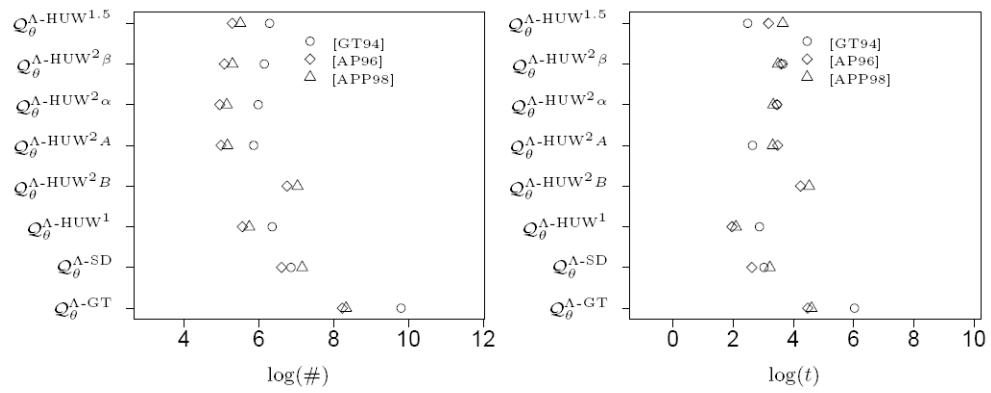 𝒬_θ^{Λ-HUW^{1.5}}
[GT94]
[AP96]
[APP98]
𝒬_θ^{Λ-HUW^2 β}
𝒬_θ^{Λ-HUW^2 α}
𝒬_θ^{Λ-HUW^2 A}
𝒬_θ^{Λ-HUW^2 B}
𝒬_θ^{Λ-HUW^1}
𝒬_θ^{Λ-SD}
𝒬_θ^{Λ-GT}
4 6 8 10 12
log(#)
𝒬_θ^{Λ-HUW^{1.5}}
[GT94]
[AP96]
[APP98]
𝒬_θ^{Λ-HUW^2 β}
𝒬_θ^{Λ-HUW^2 α}
𝒬_θ^{Λ-HUW^2 A}
𝒬_θ^{Λ-HUW^2 B}
𝒬_θ^{Λ-HUW^1}
𝒬_θ^{Λ-SD}
𝒬_θ^{Λ-GT}
0 2 4 6 8 10
log(t)